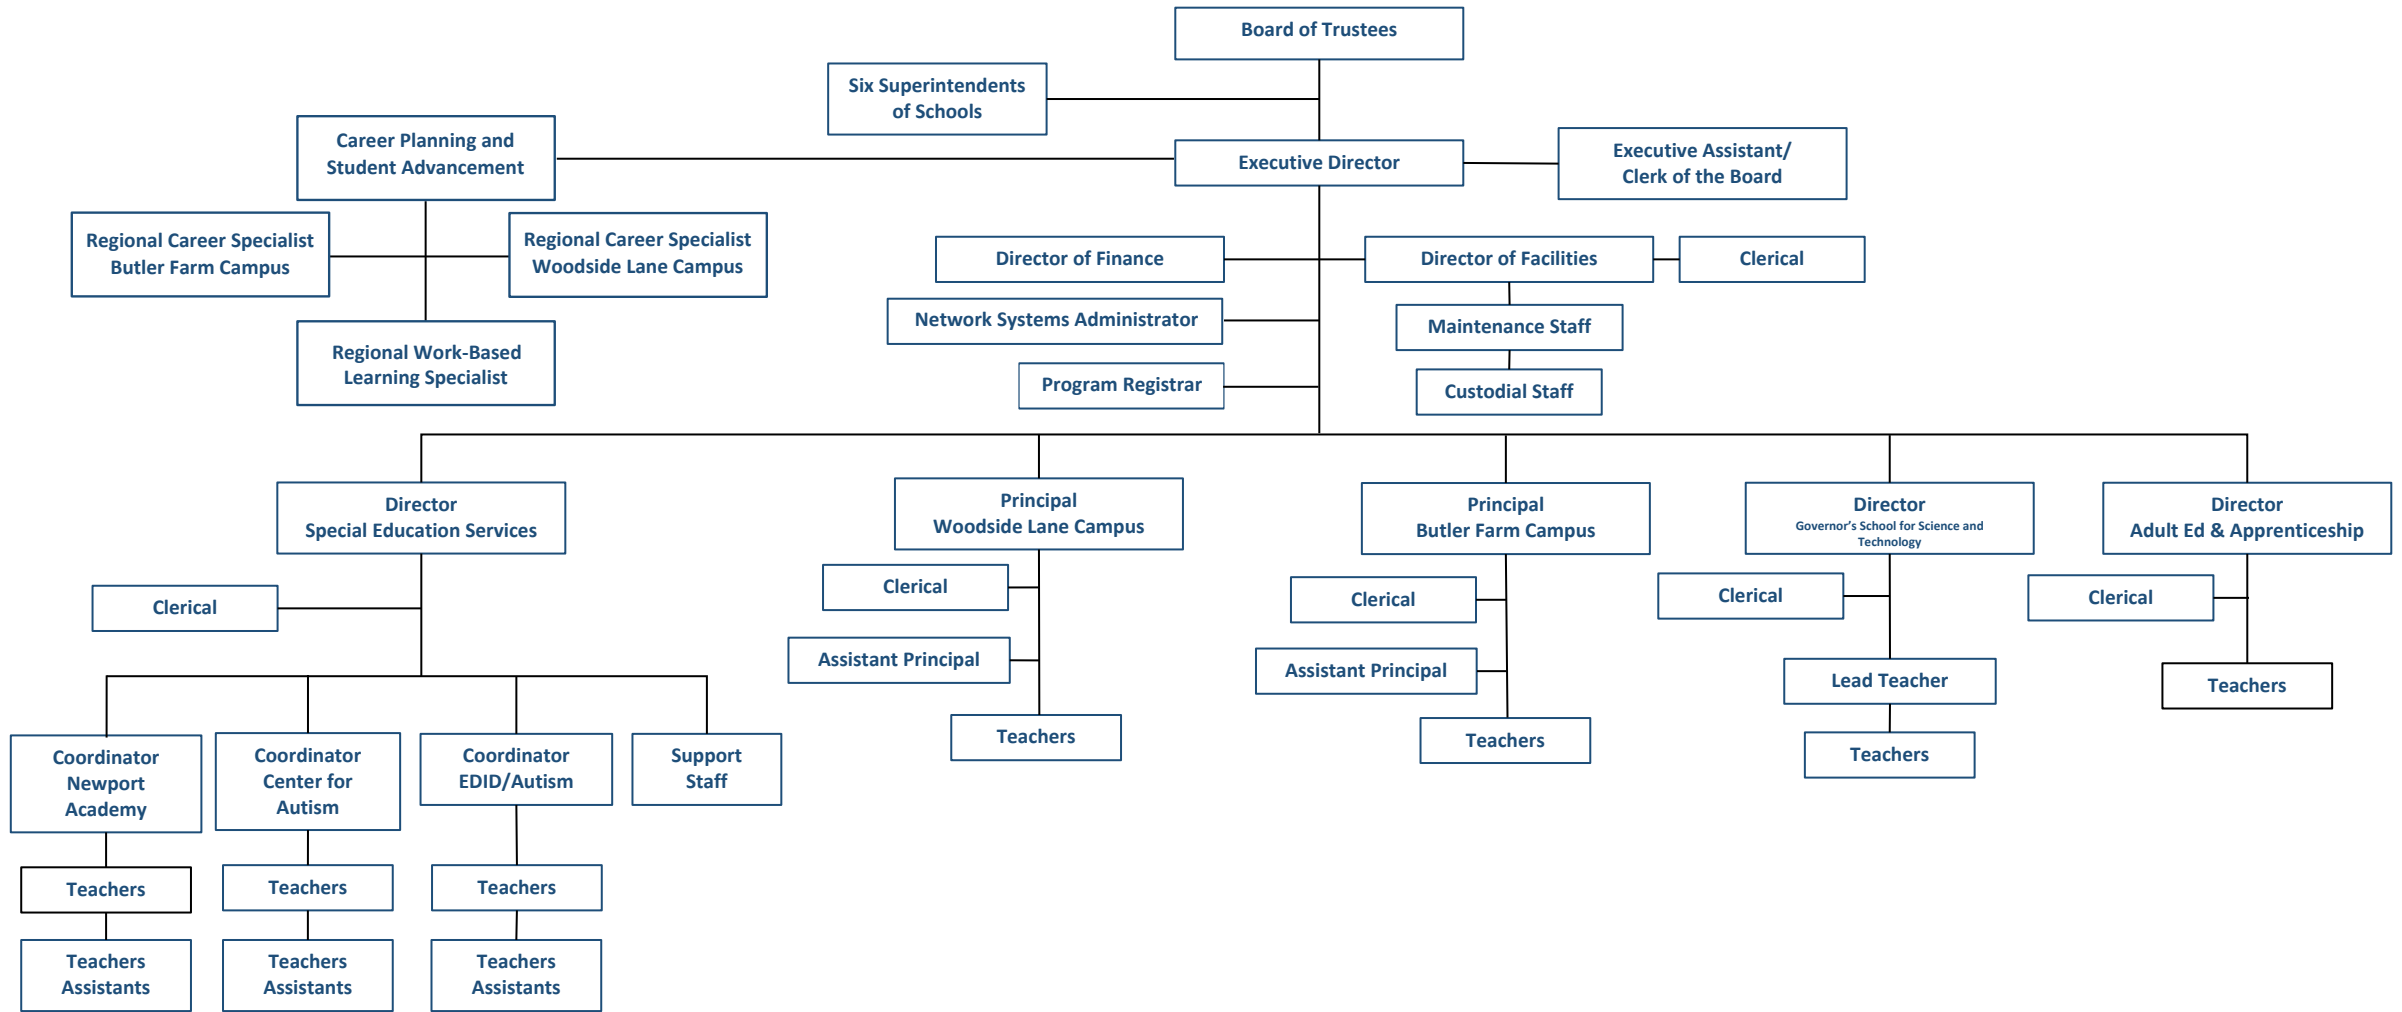 Board of Trustees
Six Superintendents
of Schools
Career Planning and
Student Advancement
Executive Director
Executive Assistant/
Clerk of the Board
Regional Career Specialist
Butler Farm Campus
Regional Career Specialist
Woodside Lane Campus
Director of Finance
Director of Facilities
Clerical
Network Systems Administrator
Maintenance Staff
Regional Work-Based
Learning Specialist
Program Registrar
Custodial Staff
Director
Special Education Services
Principal
Woodside Lane Campus
Principal
Butler Farm Campus
Director
Governor’s School for Science and
Technology
Director
Adult Ed & Apprenticeship
Clerical
Clerical
Clerical
Clerical
Clerical
Assistant Principal
Assistant Principal
Lead Teacher
Teachers
Teachers
Teachers
Teachers
Coordinator
Newport
Academy
Coordinator
Center for
Autism
Coordinator
EDID/Autism
Support
Staff
Teachers
Teachers
Teachers
Teachers
Assistants
Teachers
Assistants
Teachers
Assistants